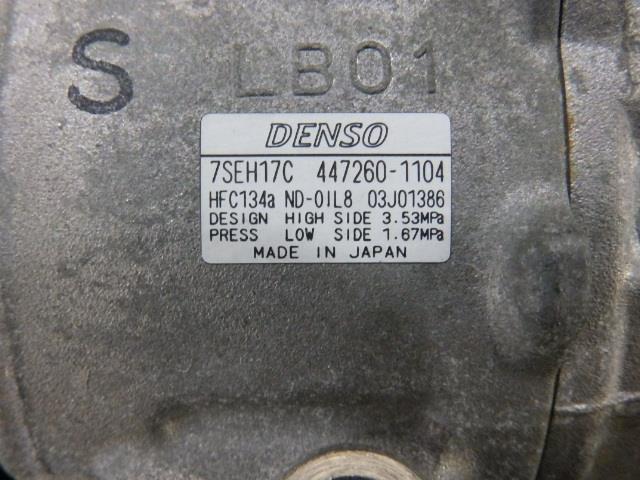 S LB01
DENSO
7SEH17C 447260-1104
HFC134a ND-OIL8 03J01386
DESIGN HIGH SIDE 3.53MPa
PRESS LOW SIDE 1.67MPa
MADE IN JAPAN